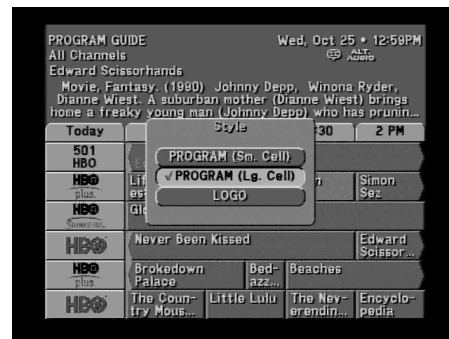 PROGRAM GUIDE Wed, Oct 25 • 12:59PM
All Channels ALT. AUDIO
Edward Scissorhands
Movie, Fantasy. (1990) Johnny Depp, Winona Ryder,
Dianne Wiest. A suburban mother (Dianne Wiest) brings
home a freaky young man (Johnny Depp) who has prunin...
Today :30 2 PM
Style
501
HBO
PROGRAM (Sm. Cell)
✓PROGRAM (Lg. Cell)
LOGO
HBO
plus.
Simon
Sez
HBO
HBO
Never Been Kissed
Edward
Scissor...
HBO
plus.
Brokedown
Palace
Bed-
azz...
Beaches
HBO
The Coun-
try Mous...
Little Lulu
The Nev-
erendin...
Encyclo-
pedia